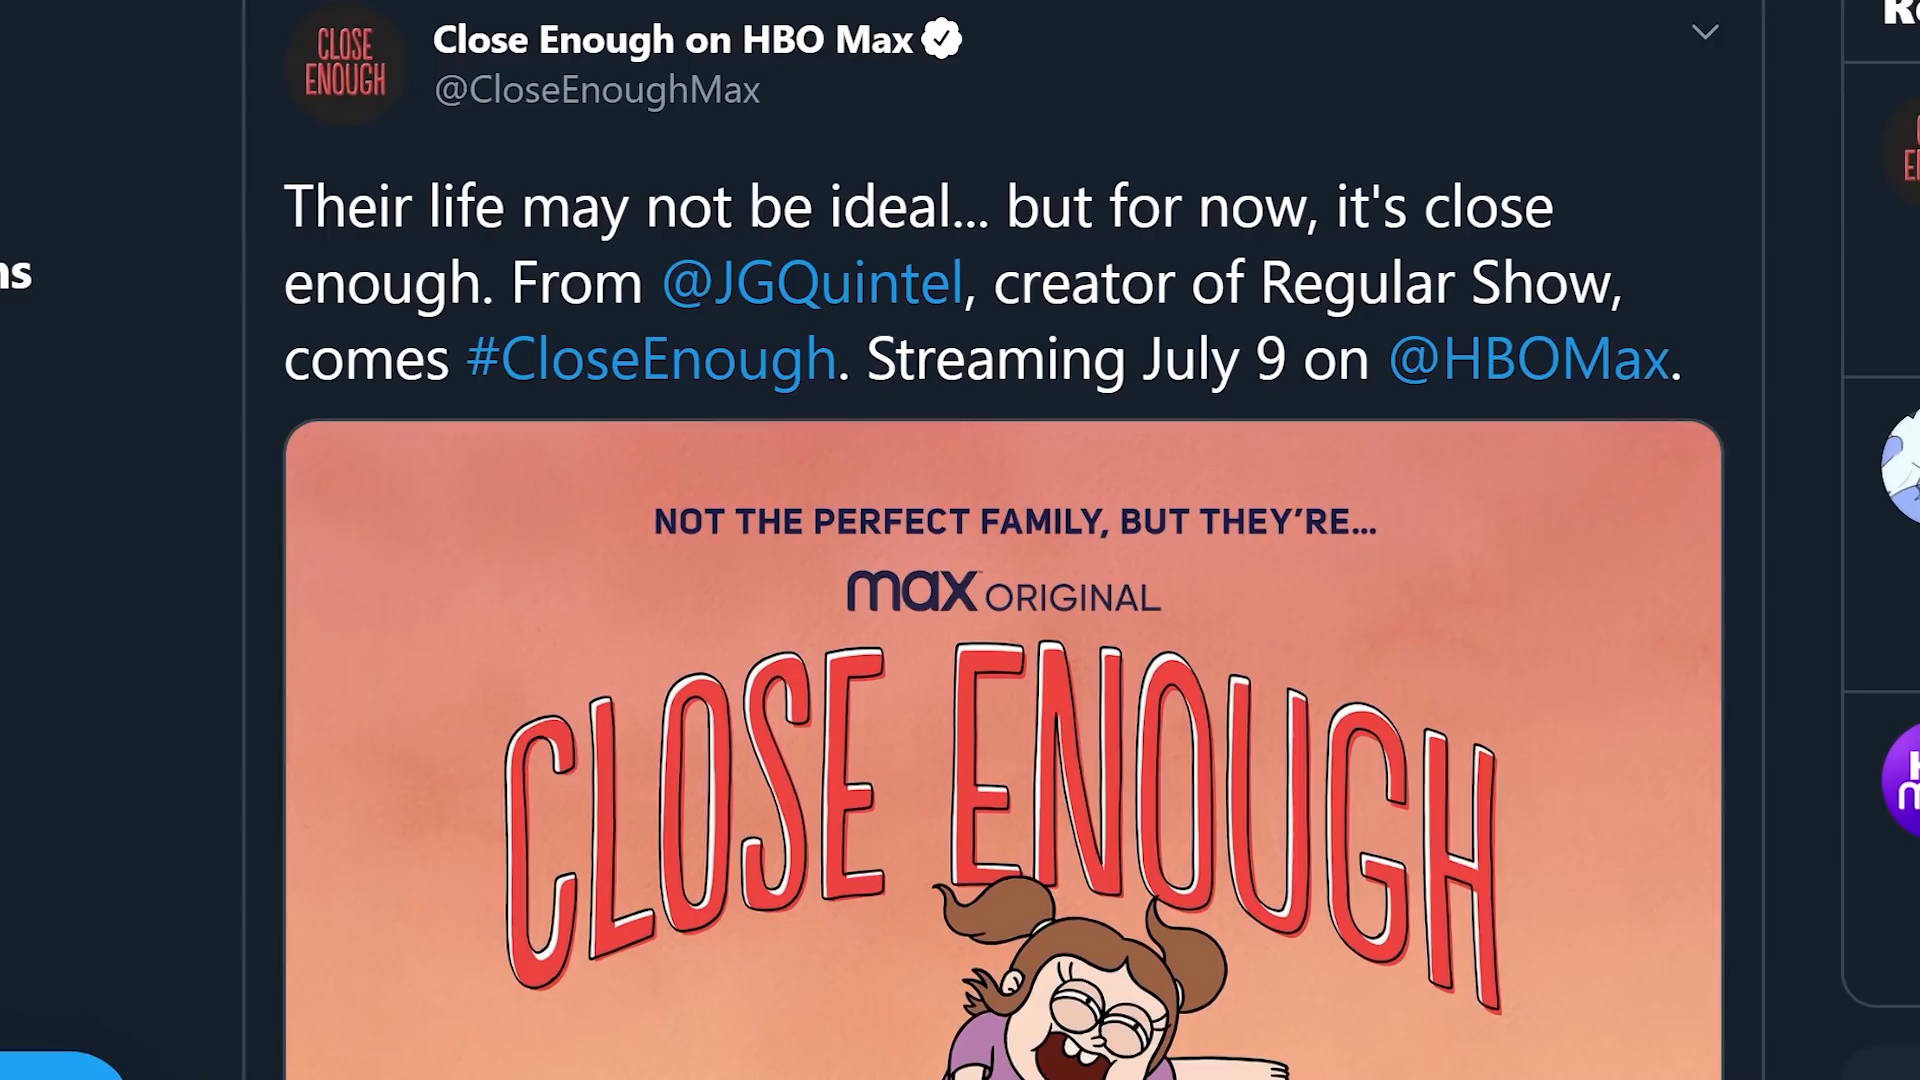 CLOSE
ENOUGH
Close Enough on HBO Max
@CloseEnoughMax
Their life may not be ideal... but for now, it's close
enough. From @JGQuintel, creator of Regular Show,
comes #CloseEnough. Streaming July 9 on @HBOMax.
NOT THE PERFECT FAMILY, BUT THEY'RE...
max ORIGINAL
CLOSE ENOUGH